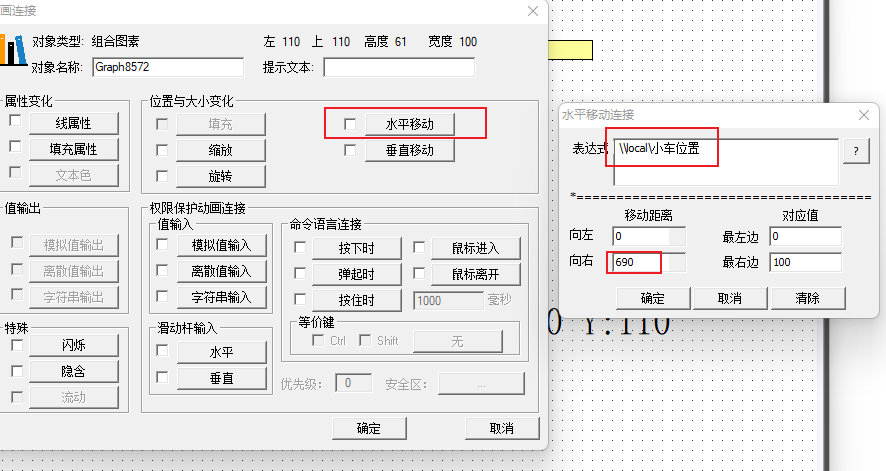 画连接
对象类型: 组合图素 左 110 上 110 高度 61 宽度 100
对象名称: Graph8572 提示文本:
属性变化
线属性
填充属性
文本色
位置与大小变化
填充
水平移动
缩放
垂直移动
旋转
值输出
模拟值输出
离散值输出
字符串输出
权限保护动画连接
值输入
模拟值输入
离散值输入
字符串输入
命令语言连接
按下时
鼠标进入
弹起时
鼠标离开
按住时
1000 毫秒
等价键
Ctrl Shift 无
特殊
闪烁
隐含
流动
滑动杆输入
水平
垂直
优先级: 0 安全区: ...
确定 取消
水平移动连接
表达式 \\local\小车位置 ?
*=====================================
移动距离 对应值
向左 0 最左边 0
向右 690 最右边 100
确定 取消 清除
0 Y:110